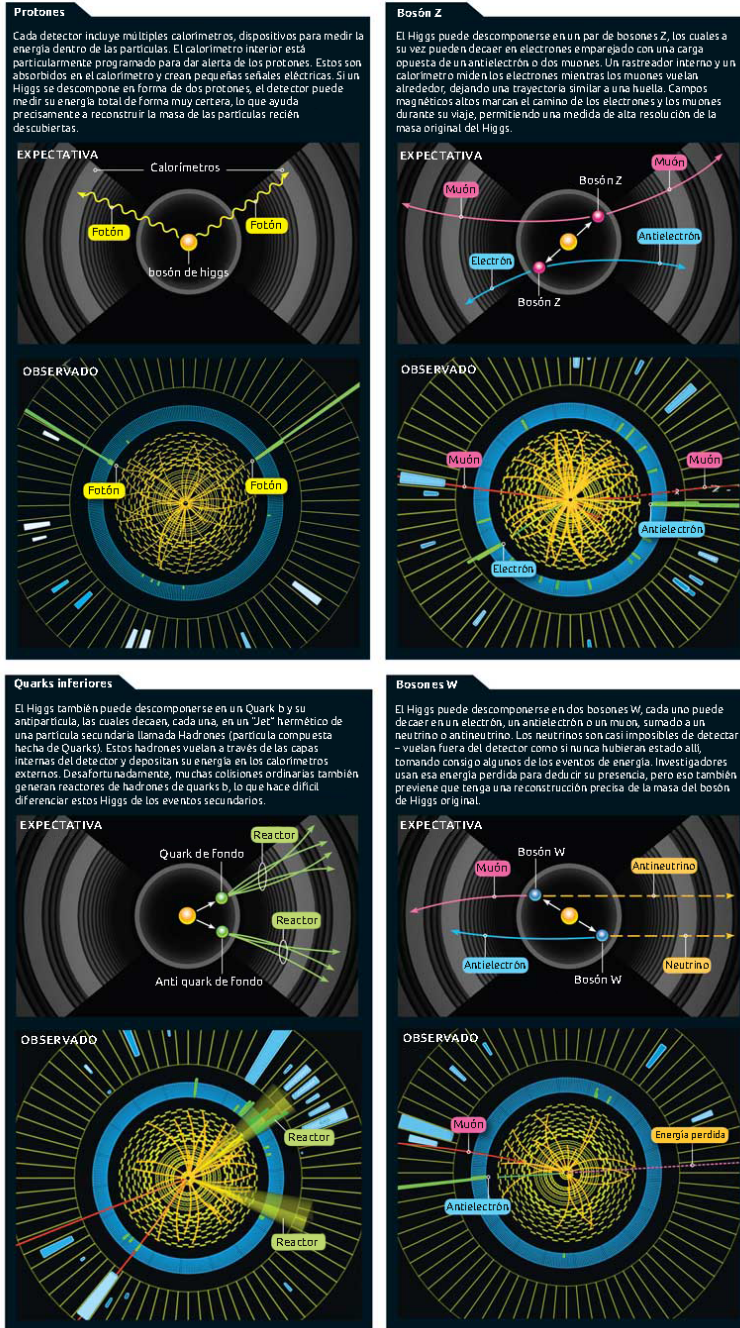 Protones
Cada detector incluye múltiples calorímetros, dispositivos para medir la
energía dentro de las partículas. El calorímetro interior está
particularmente programado para dar alerta de los protones. Estos son
absorbidos en el calorímetro y crean pequeñas señales eléctricas. Si un
Higgs se descompone en forma de dos protones, el detector puede
medir su energía total de forma muy certera, lo que ayuda
precisamente a reconstruir la masa de las partículas recién
descubiertas.
EXPECTATIVA
Calorímetros
Fotón
Fotón
bosón de higgs
OBSERVADO
Fotón
Fotón
Bosón Z
El Higgs puede descomponerse en un par de bosones Z, los cuales a
su vez pueden decaer en electrones emparejado con una carga
opuesta de un antielectrón o dos muones. Un rastreador interno y un
calorímetro miden los electrones mientras los muones vuelan
alrededor, dejando una trayectoria similar a una huella. Campos
magnéticos altos marcan el camino de los electrones y los muones
durante su viaje, permitiendo una medida de alta resolución de la
masa original del Higgs.
EXPECTATIVA
Muón
Bosón Z
Muón
Antielectrón
Electrón
Bosón Z
OBSERVADO
Muón
Muón
Antielectrón
Electrón
Quarks inferiores
El Higgs también puede descomponerse en un Quark b y su
antipartícula, las cuales decaen, cada una, en un "Jet" hermético de
una partícula secundaria llamada Hadrones (partícula compuesta
hecha de Quarks). Estos hadrones vuelan a través de las capas
internas del detector y depositan su energía en los calorímetros
externos. Desafortunadamente, muchas colisiones ordinarias también
generan reactores de hadrones de quarks b, lo que hace difícil
diferenciar estos Higgs de los eventos secundarios.
EXPECTATIVA
Reactor
Quark de fondo
Reactor
Anti quark de fondo
OBSERVADO
Reactor
Reactor
Bosones W
El Higgs puede descomponerse en dos bosones W, cada uno puede
decaer en un electrón, un antielectrón o un muon, sumado a un
neutrino o antineutrino. Los neutrinos son casi imposibles de detectar
– vuelan fuera del detector como si nunca hubieran estado allí,
tomando consigo algunos de los eventos de energía. Investigadores
usan esa energía perdida para deducir su presencia, pero eso también
previene que tenga una reconstrucción precisa de la masa del bosón
de Higgs original.
EXPECTATIVA
Bosón W
Muón
Antineutrino
Antielectrón
Bosón W
Neutrino
OBSERVADO
Muón
Energía perdida
Antielectrón